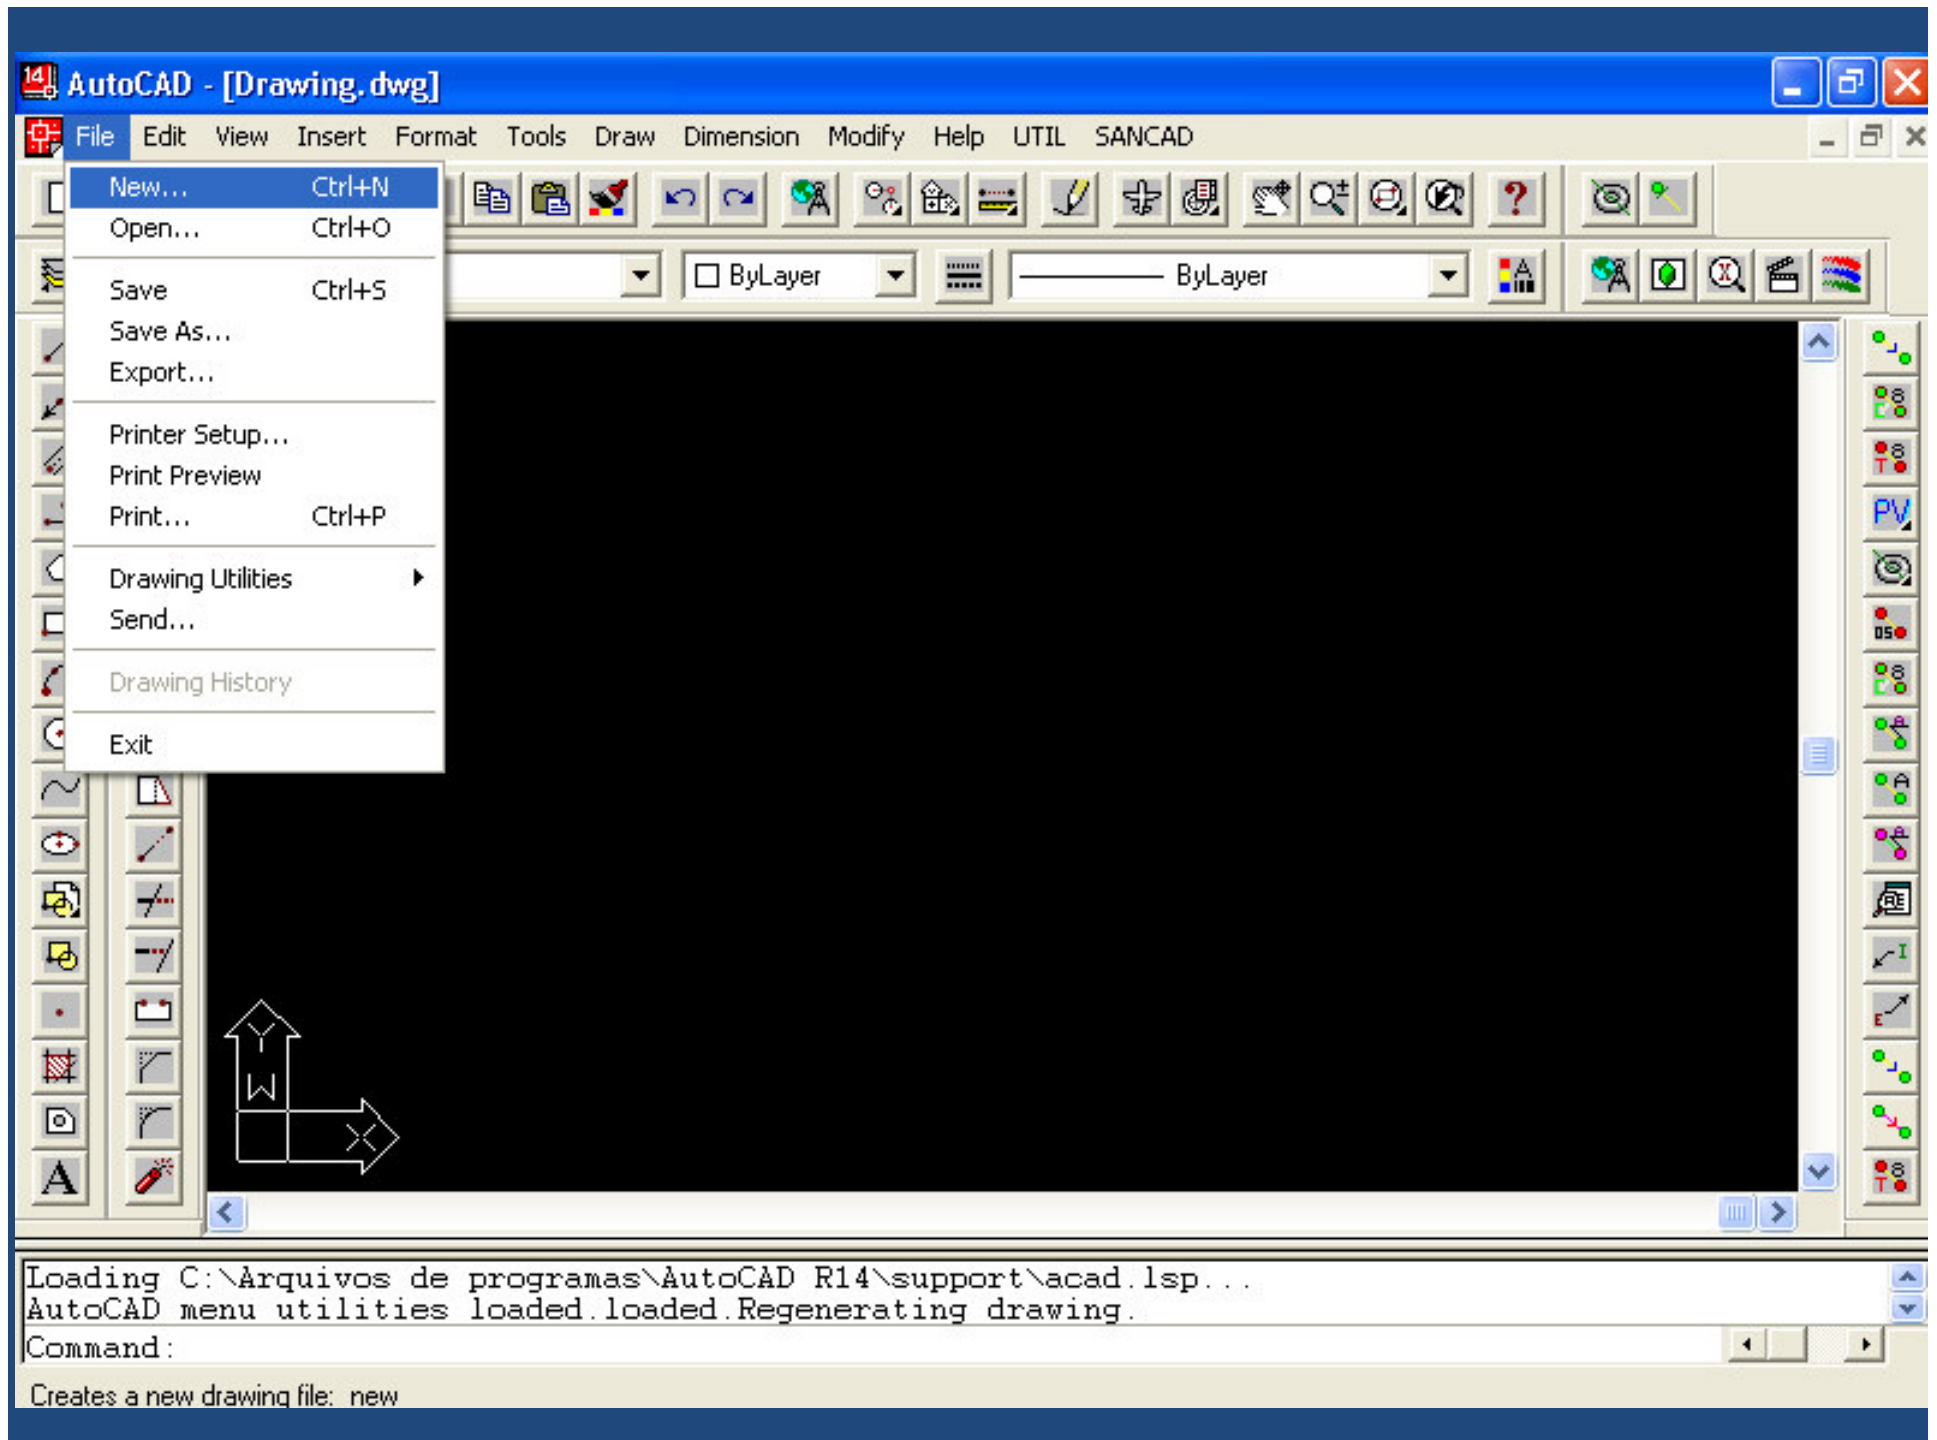 14
AutoCAD - [Drawing.dwg]
File Edit View Insert Format Tools Draw Dimension Modify Help UTIL SANCAD
New... Ctrl+N
Open... Ctrl+O
Save Ctrl+S
Save As...
Export...
Printer Setup...
Print Preview
Print... Ctrl+P
Drawing Utilities
Send...
Drawing History
Exit
ByLayer
ByLayer
PV
DS
A
Y
W
X
Loading C:\Arquivos de programas\AutoCAD R14\support\acad.lsp...
AutoCAD menu utilities loaded.loaded.Regenerating drawing.
Command:
Creates a new drawing file: new